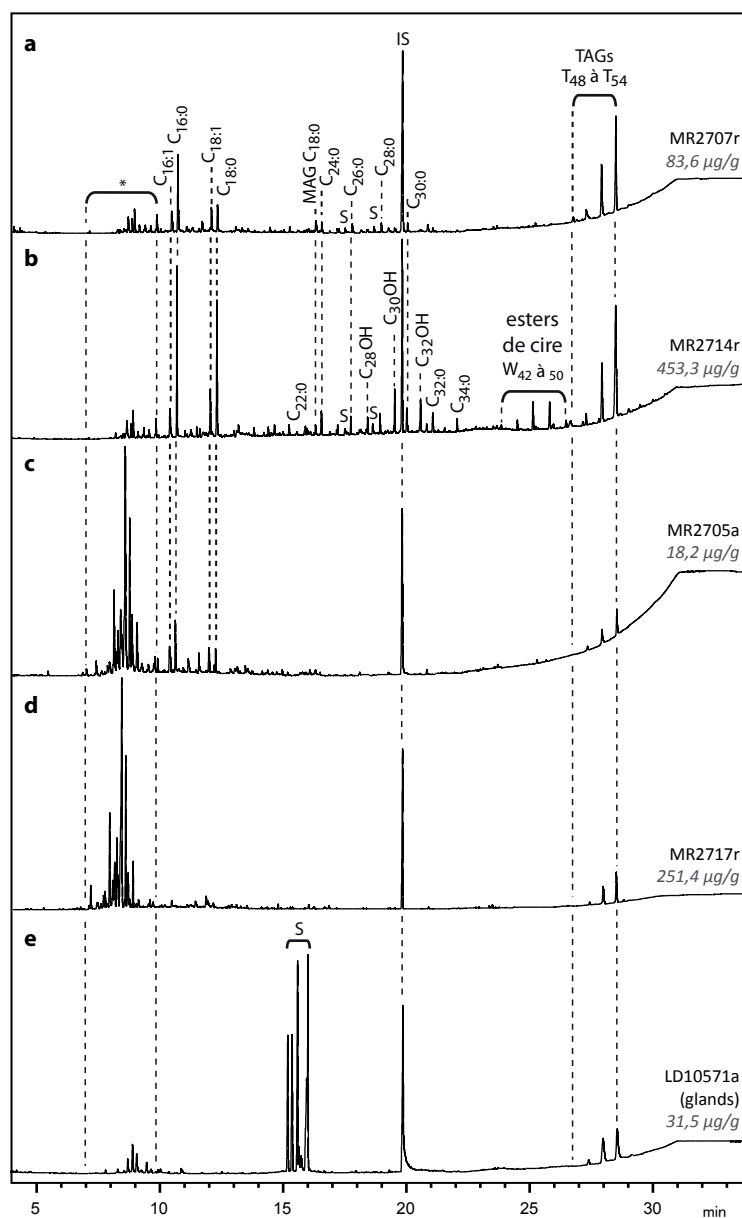 a
IS
TAGs
T48 à T54
MR2707r
83,6 µg/g
*
C16:1
C16:0
C18:1
C18:0
MAG C18:0
C24:0
S
C26:0
S
C28:0
C30:0
b
MR2714r
453,3 µg/g
C22:0
S
C28OH
S
C30OH
C32OH
C32:0
C34:0
esters
de cire
W42 à 50
c
MR2705a
18,2 µg/g
d
MR2717r
251,4 µg/g
e
S
LD10571a
(glands)
31,5 µg/g
5 10 15 20 25 30 min